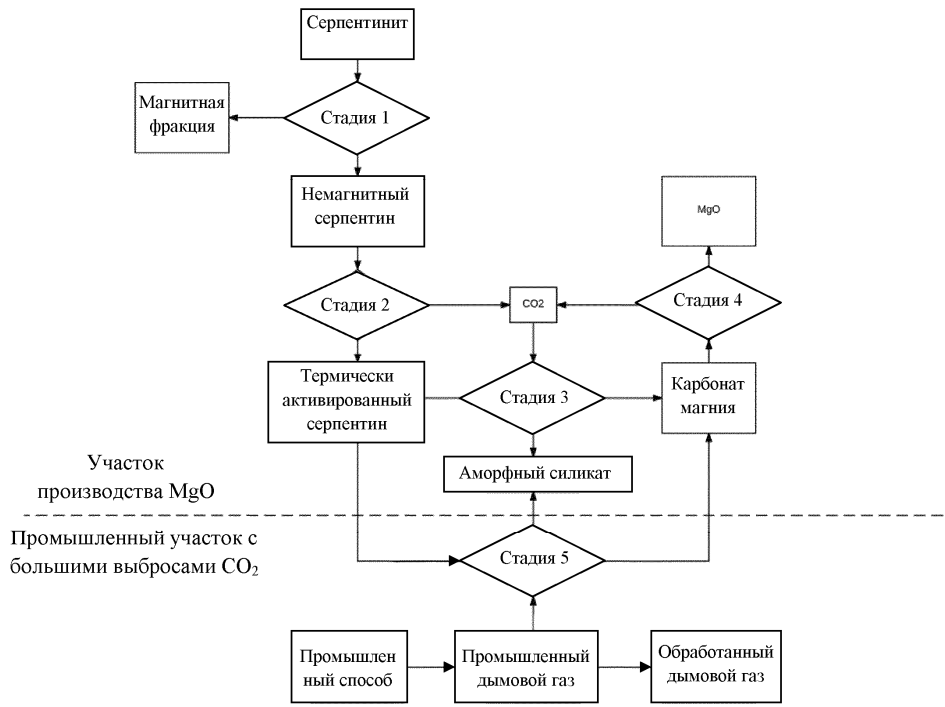 Серпентинит
Стадия 1
Магнитная
фракция
Немагнитный
серпентин
MgO
Стадия 2
CO2
Стадия 4
Термически
активированный
серпентин
Стадия 3
Карбонат
магния
Аморфный силикат
Участок
производства MgO
Промышленный участок с
большими выбросами CO₂
Стадия 5
Промышлен
ный способ
Промышленный
дымовой газ
Обработанный
дымовой газ